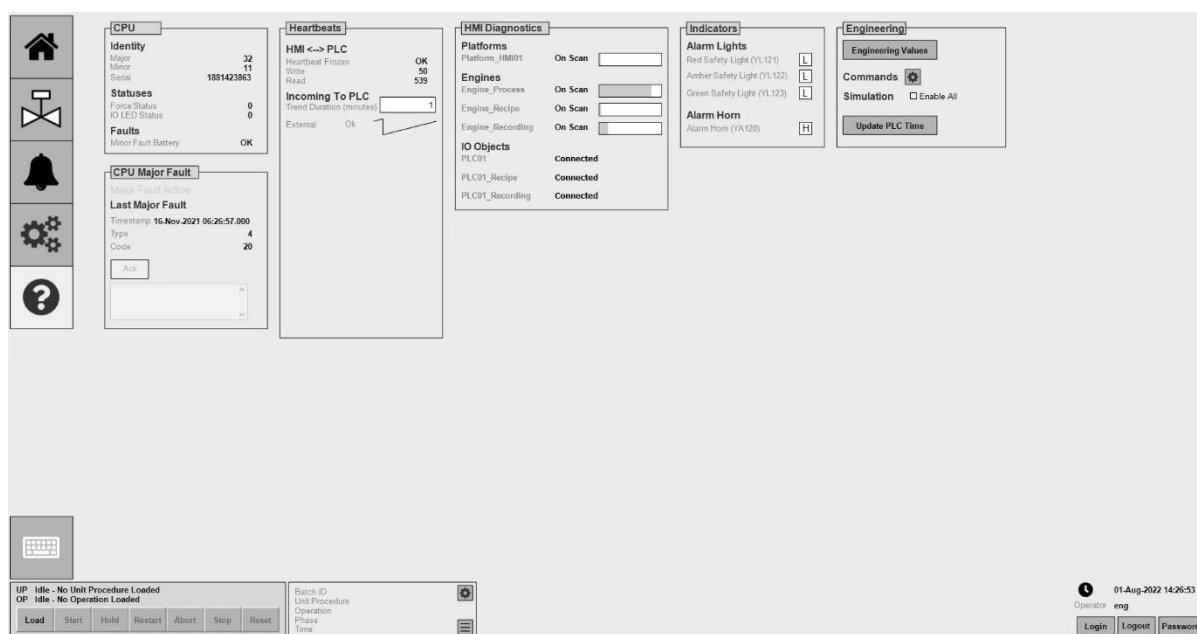 CPU
Identity
Major 32
Minor 11
Serial 1881423863
Statuses
Force Status 0
IO LED Status 0
Faults
Minor Fault Battery OK
CPU Major Fault
Major Fault Active
Last Major Fault
Timestamp 16-Nov-2021 06:26:57.000
Type 4
Code 20
Ack
Heartbeats
HMI <--> PLC
Heartbeat Frozen OK
Write 50
Read 539
Incoming To PLC
Trend Duration (minutes) 1
External Ok
HMI Diagnostics
Platforms
Platform_HMI01 On Scan
Engines
Engine_Process On Scan
Engine_Recipe On Scan
Engine_Recording On Scan
IO Objects
PLC01 Connected
PLC01_Recipe Connected
PLC01_Recording Connected
Indicators
Alarm Lights
Red Safety Light (YL121) L
Amber Safety Light (YL122) L
Green Safety Light (YL123) L
Alarm Horn
Alarm Horn (YA120) H
Engineering
Engineering Values
Commands
Simulation Enable All
Update PLC Time
UP Idle - No Unit Procedure Loaded
OP Idle - No Operation Loaded
Load Start Hold Restart Abort Stop Reset
Batch ID
Unit Procedure
Operation
Phase
Time
01-Aug-2022 14:26:53
Operator eng
Login Logout Password